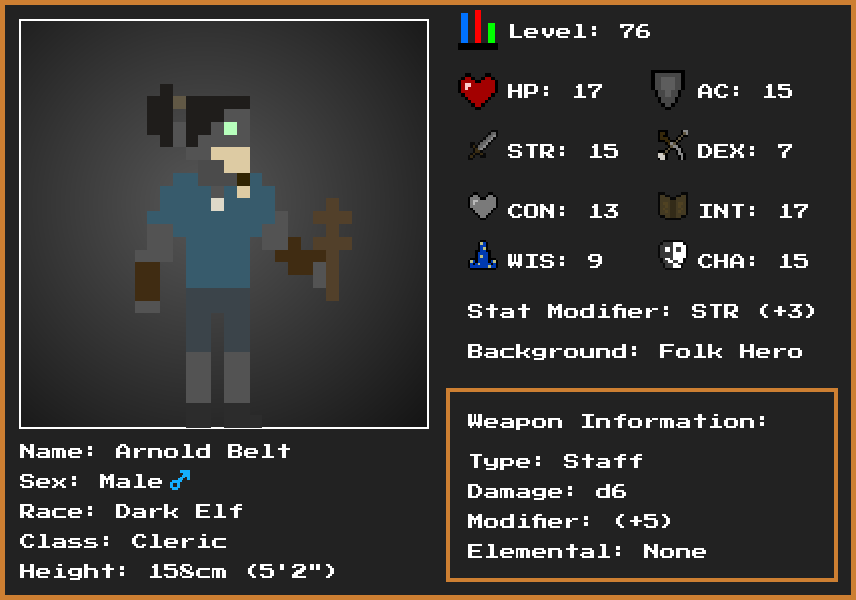 Level: 76
HP: 17 AC: 15
STR: 15 DEX: 7
CON: 13 INT: 17
WIS: 9 CHA: 15
Stat Modifier: STR (+3)
Background: Folk Hero
Weapon Information:
Type: Staff
Damage: d6
Modifier: (+5)
Elemental: None
Name: Arnold Belt
Sex: Male♂
Race: Dark Elf
Class: Cleric
Height: 158cm (5'2")